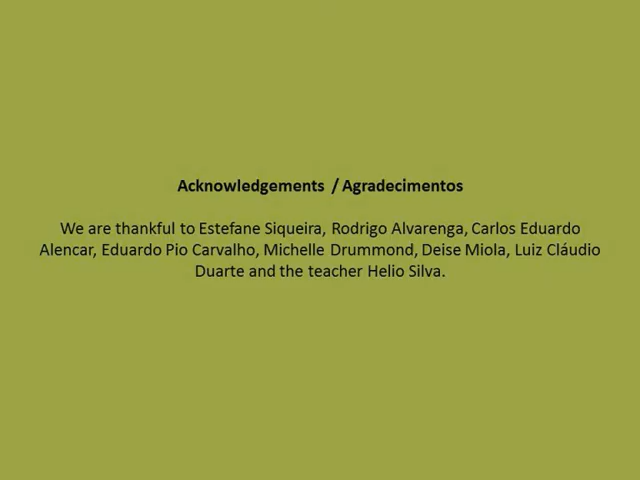 Acknowledgements / Agradecimentos
We are thankful to Estefane Siqueira, Rodrigo Alvarenga, Carlos Eduardo
Alencar, Eduardo Pio Carvalho, Michelle Drummond, Deise Miola, Luiz Cláudio
Duarte and the teacher Helio Silva.